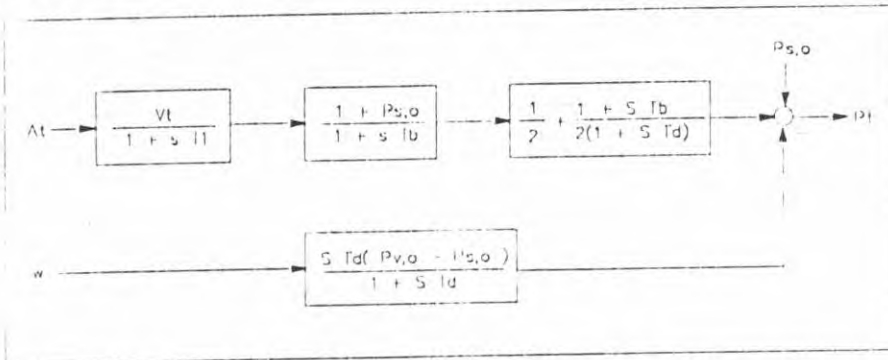 Ps,o
Vt
1 + Ps,o
1
1 + S Tb
At
Pt
1 + s T1
1 + s Tb
2
2(1 + S Td)
S Td( Pv,o - Ps,o )
w
1 + S Td